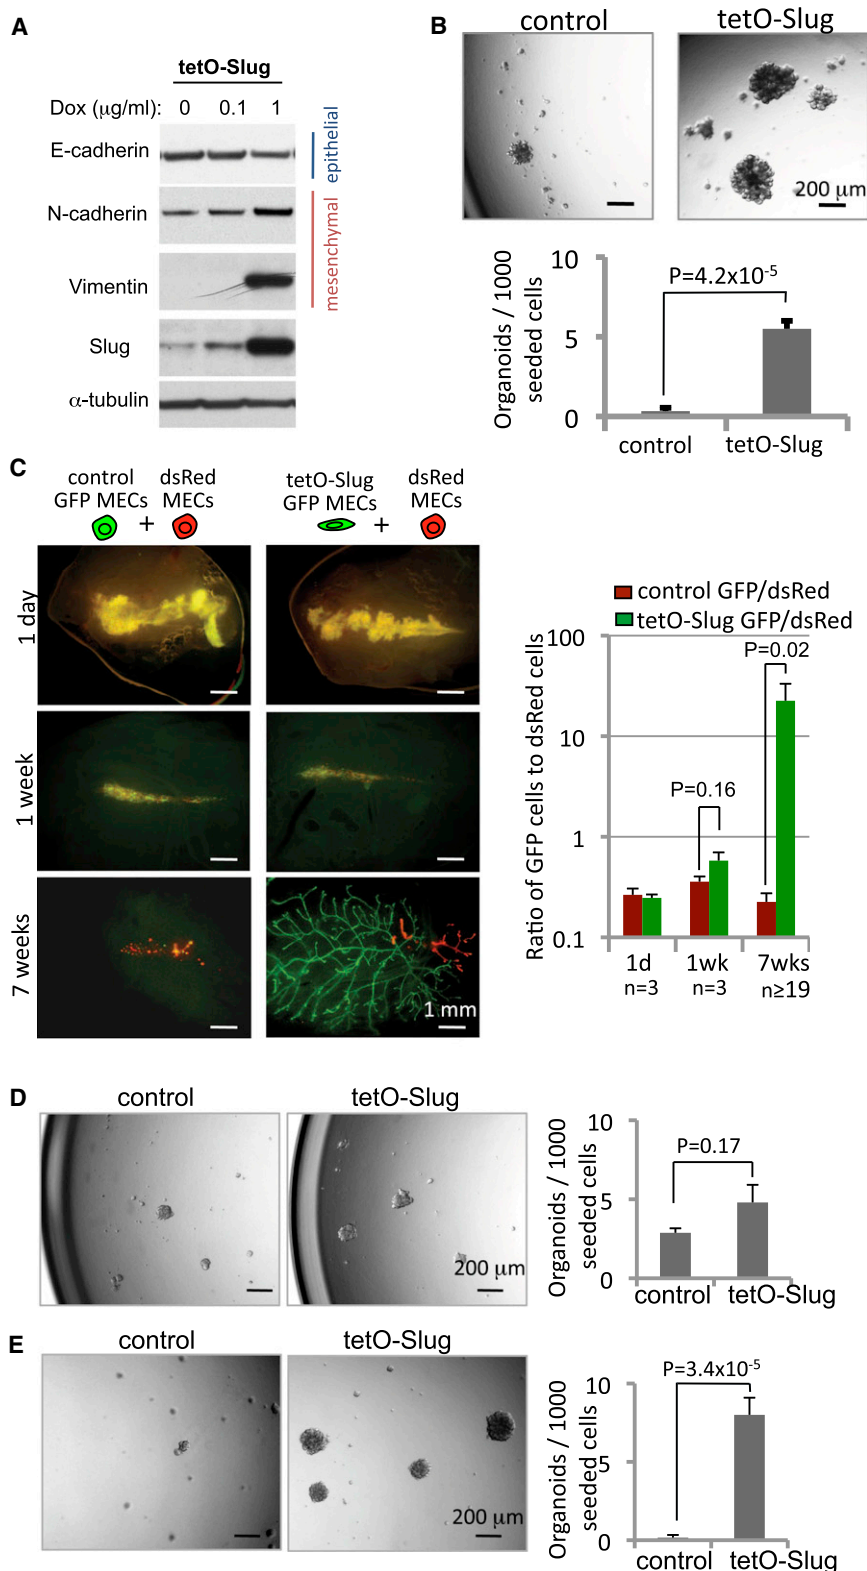 A
tetO-Slug
Dox (µg/ml): 0 0.1 1
E-cadherin
epithelial
N-cadherin
Vimentin
mesenchymal
Slug
α-tubulin
B
control tetO-Slug
200 µm
Organoids / 1000
seeded cells
10
5
0
P=4.2x10-5
control tetO-Slug
C
control
GFP MECs
+
dsRed
MECs
tetO-Slug
GFP MECs
+
dsRed
MECs
1 day
1 week
7 weeks
1 mm
control GFP/dsRed
tetO-Slug GFP/dsRed
Ratio of GFP cells to dsRed cells
100
10
1
0.1
P=0.02
P=0.16
1d 1wk 7wks
n=3 n=3 n≥19
D
control tetO-Slug
200 µm
Organoids / 1000
seeded cells
10
5
0
P=0.17
control tetO-Slug
E
control tetO-Slug
200 µm
Organoids / 1000
seeded cells
10
5
0
P=3.4x10-5
control tetO-Slug